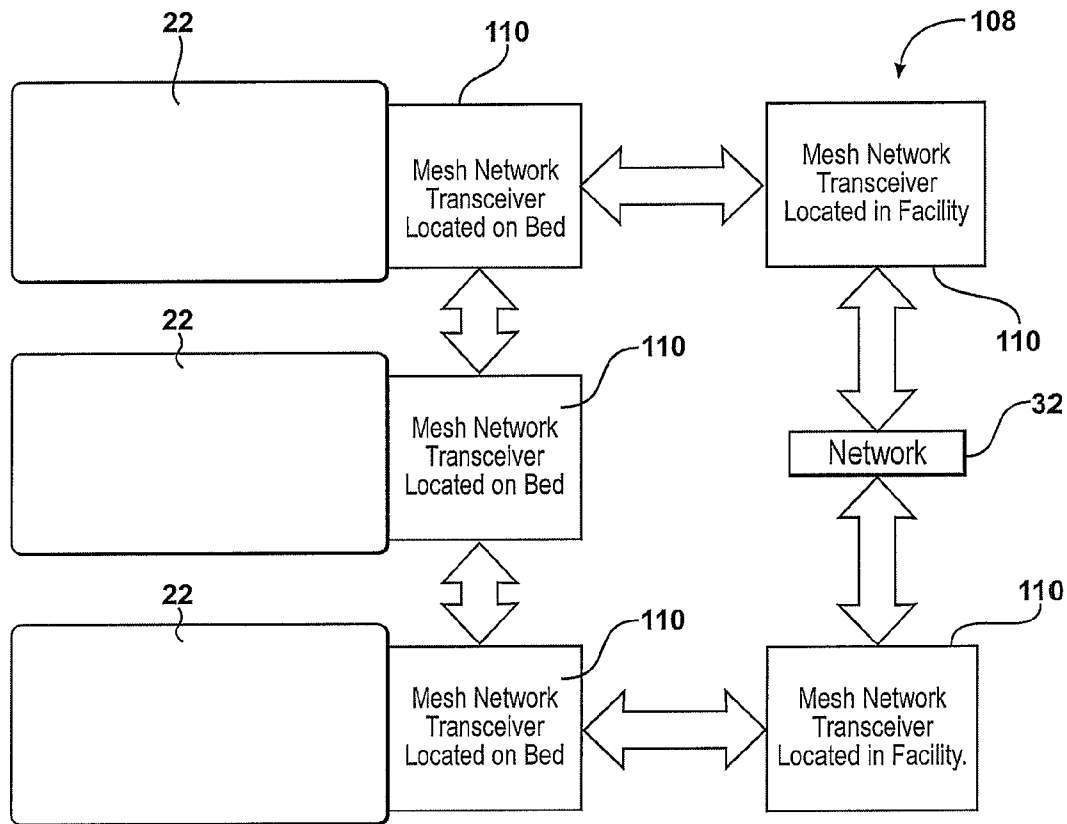 22
110
108
Mesh Network
Transceiver
Located on Bed
Mesh Network
Transceiver
Located in Facility
110
22
110
Mesh Network
Transceiver
Located on Bed
32
Network
22
110
110
Mesh Network
Transceiver
Located on Bed
Mesh Network
Transceiver
Located in Facility.